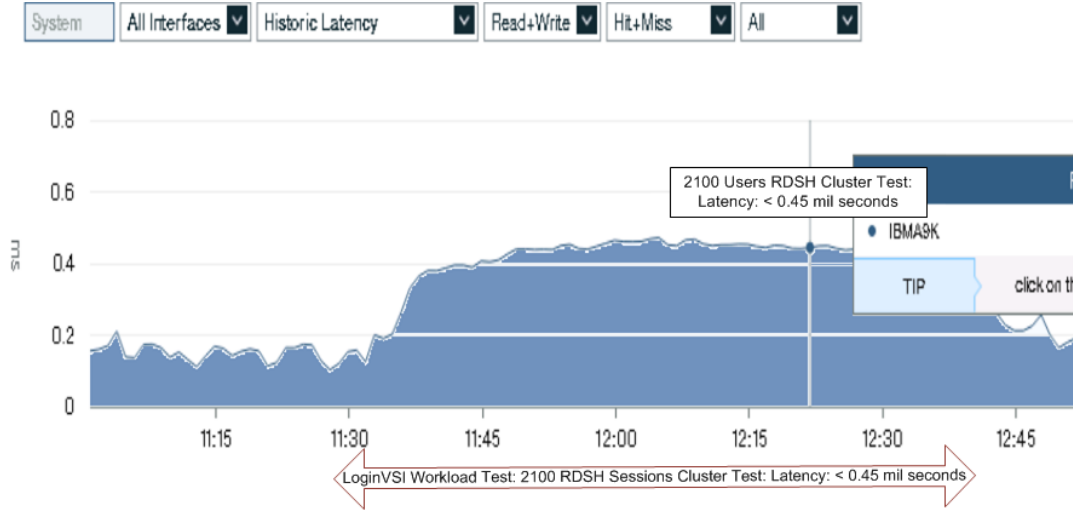 System All Interfaces Historic Latency Read+Write Hit+Miss All
0.8
0.6
0.4
0.2
0
ms
2100 Users RDSH Cluster Test:
Latency: < 0.45 mil seconds
IBMA9K
TIP click on th
11:15 11:30 11:45 12:00 12:15 12:30 12:45
LoginVSI Workload Test: 2100 RDSH Sessions Cluster Test: Latency: < 0.45 mil seconds